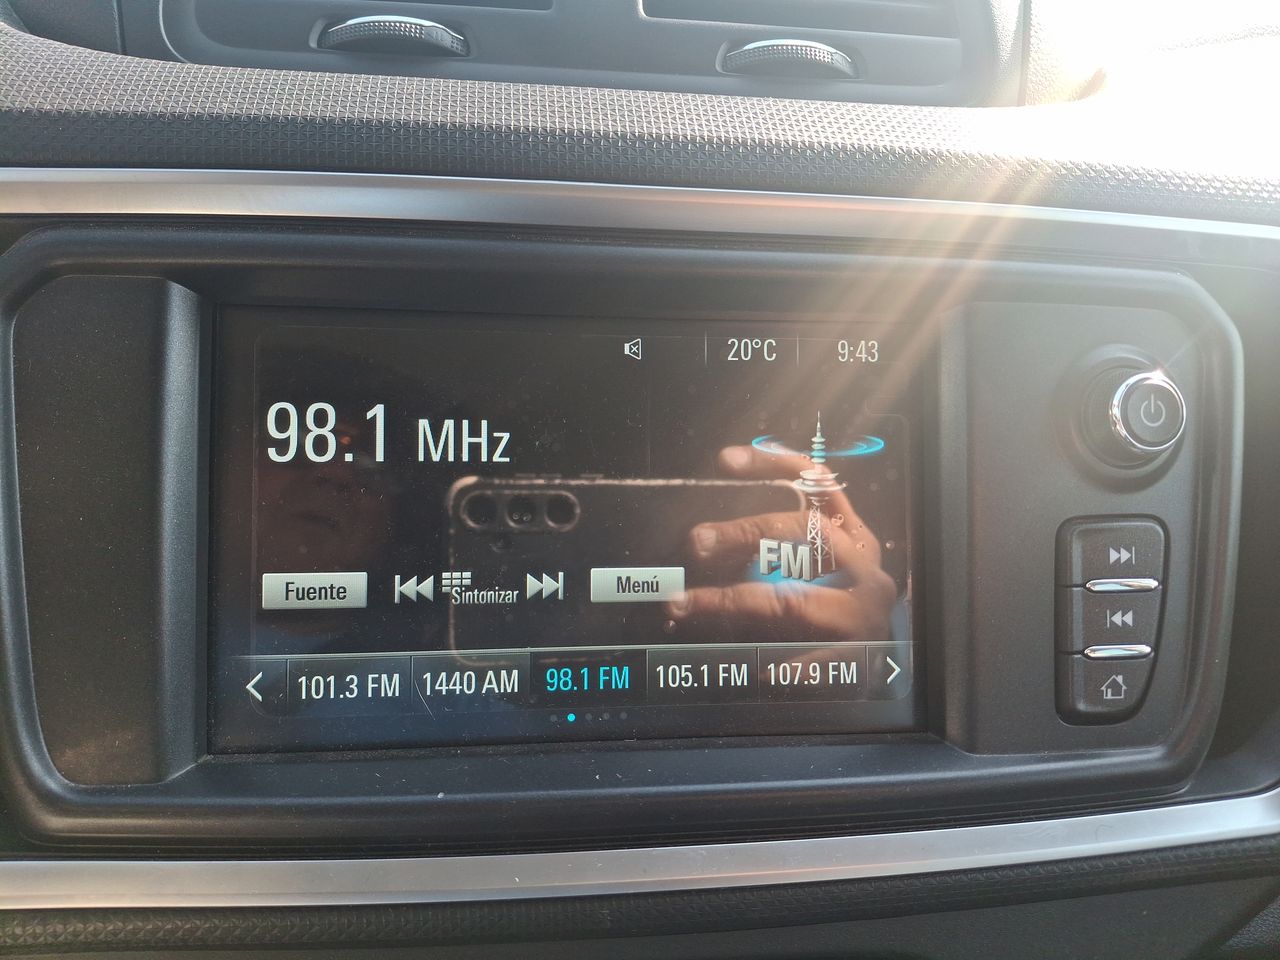 20°C 9:43
98.1 MHz
FM
Fuente Sintonizar Menú
101.3 FM 1440 AM 98.1 FM 105.1 FM 107.9 FM